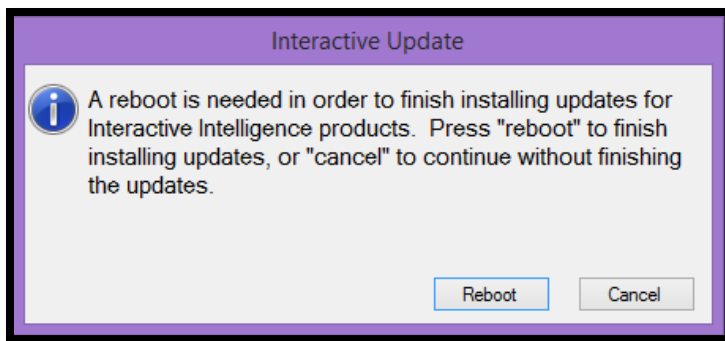 Interactive Update
A reboot is needed in order to finish installing updates for
Interactive Intelligence products.  Press "reboot" to finish
installing updates, or "cancel" to continue without finishing
the updates.
Reboot
Cancel